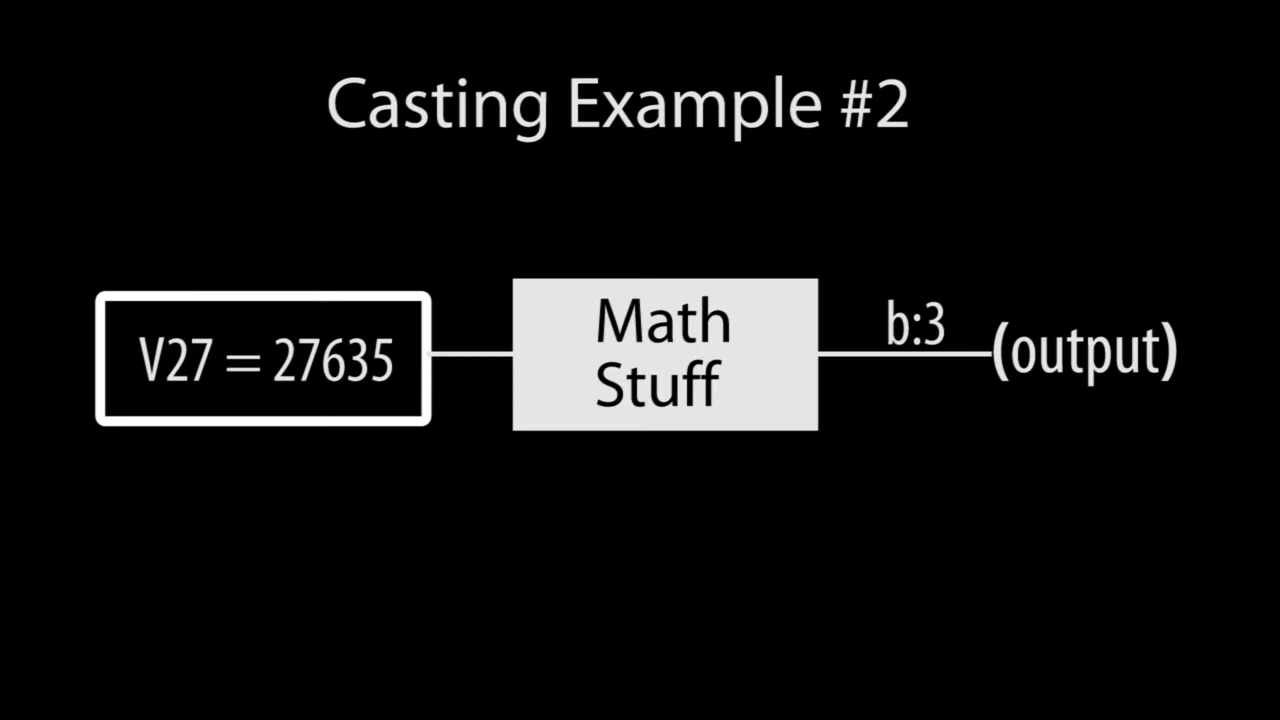 Casting Example #2
V27 = 27635
Math
Stuff
b:3
(output)